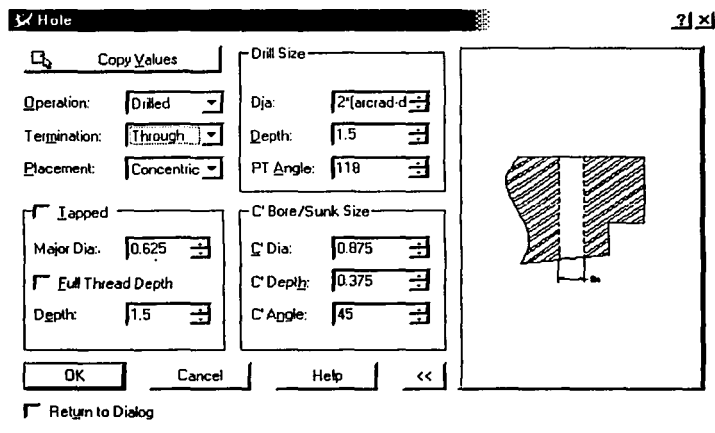 Hole
Copy Values
Operation: Drilled
Termination: Through
Placement: Concentric
Drill Size
Dia: 2*(arcrad-d
Depth: 1.5
PT Angle: 118
Tapped
Major Dia:. 0.625
Full Thread Depth
Depth: 1.5
C' Bore/Sunk Size
C' Dia: 0.875
C' Depth: 0.375
C' Angle: 45
OK
Cancel
Help
<<
Return to Dialog